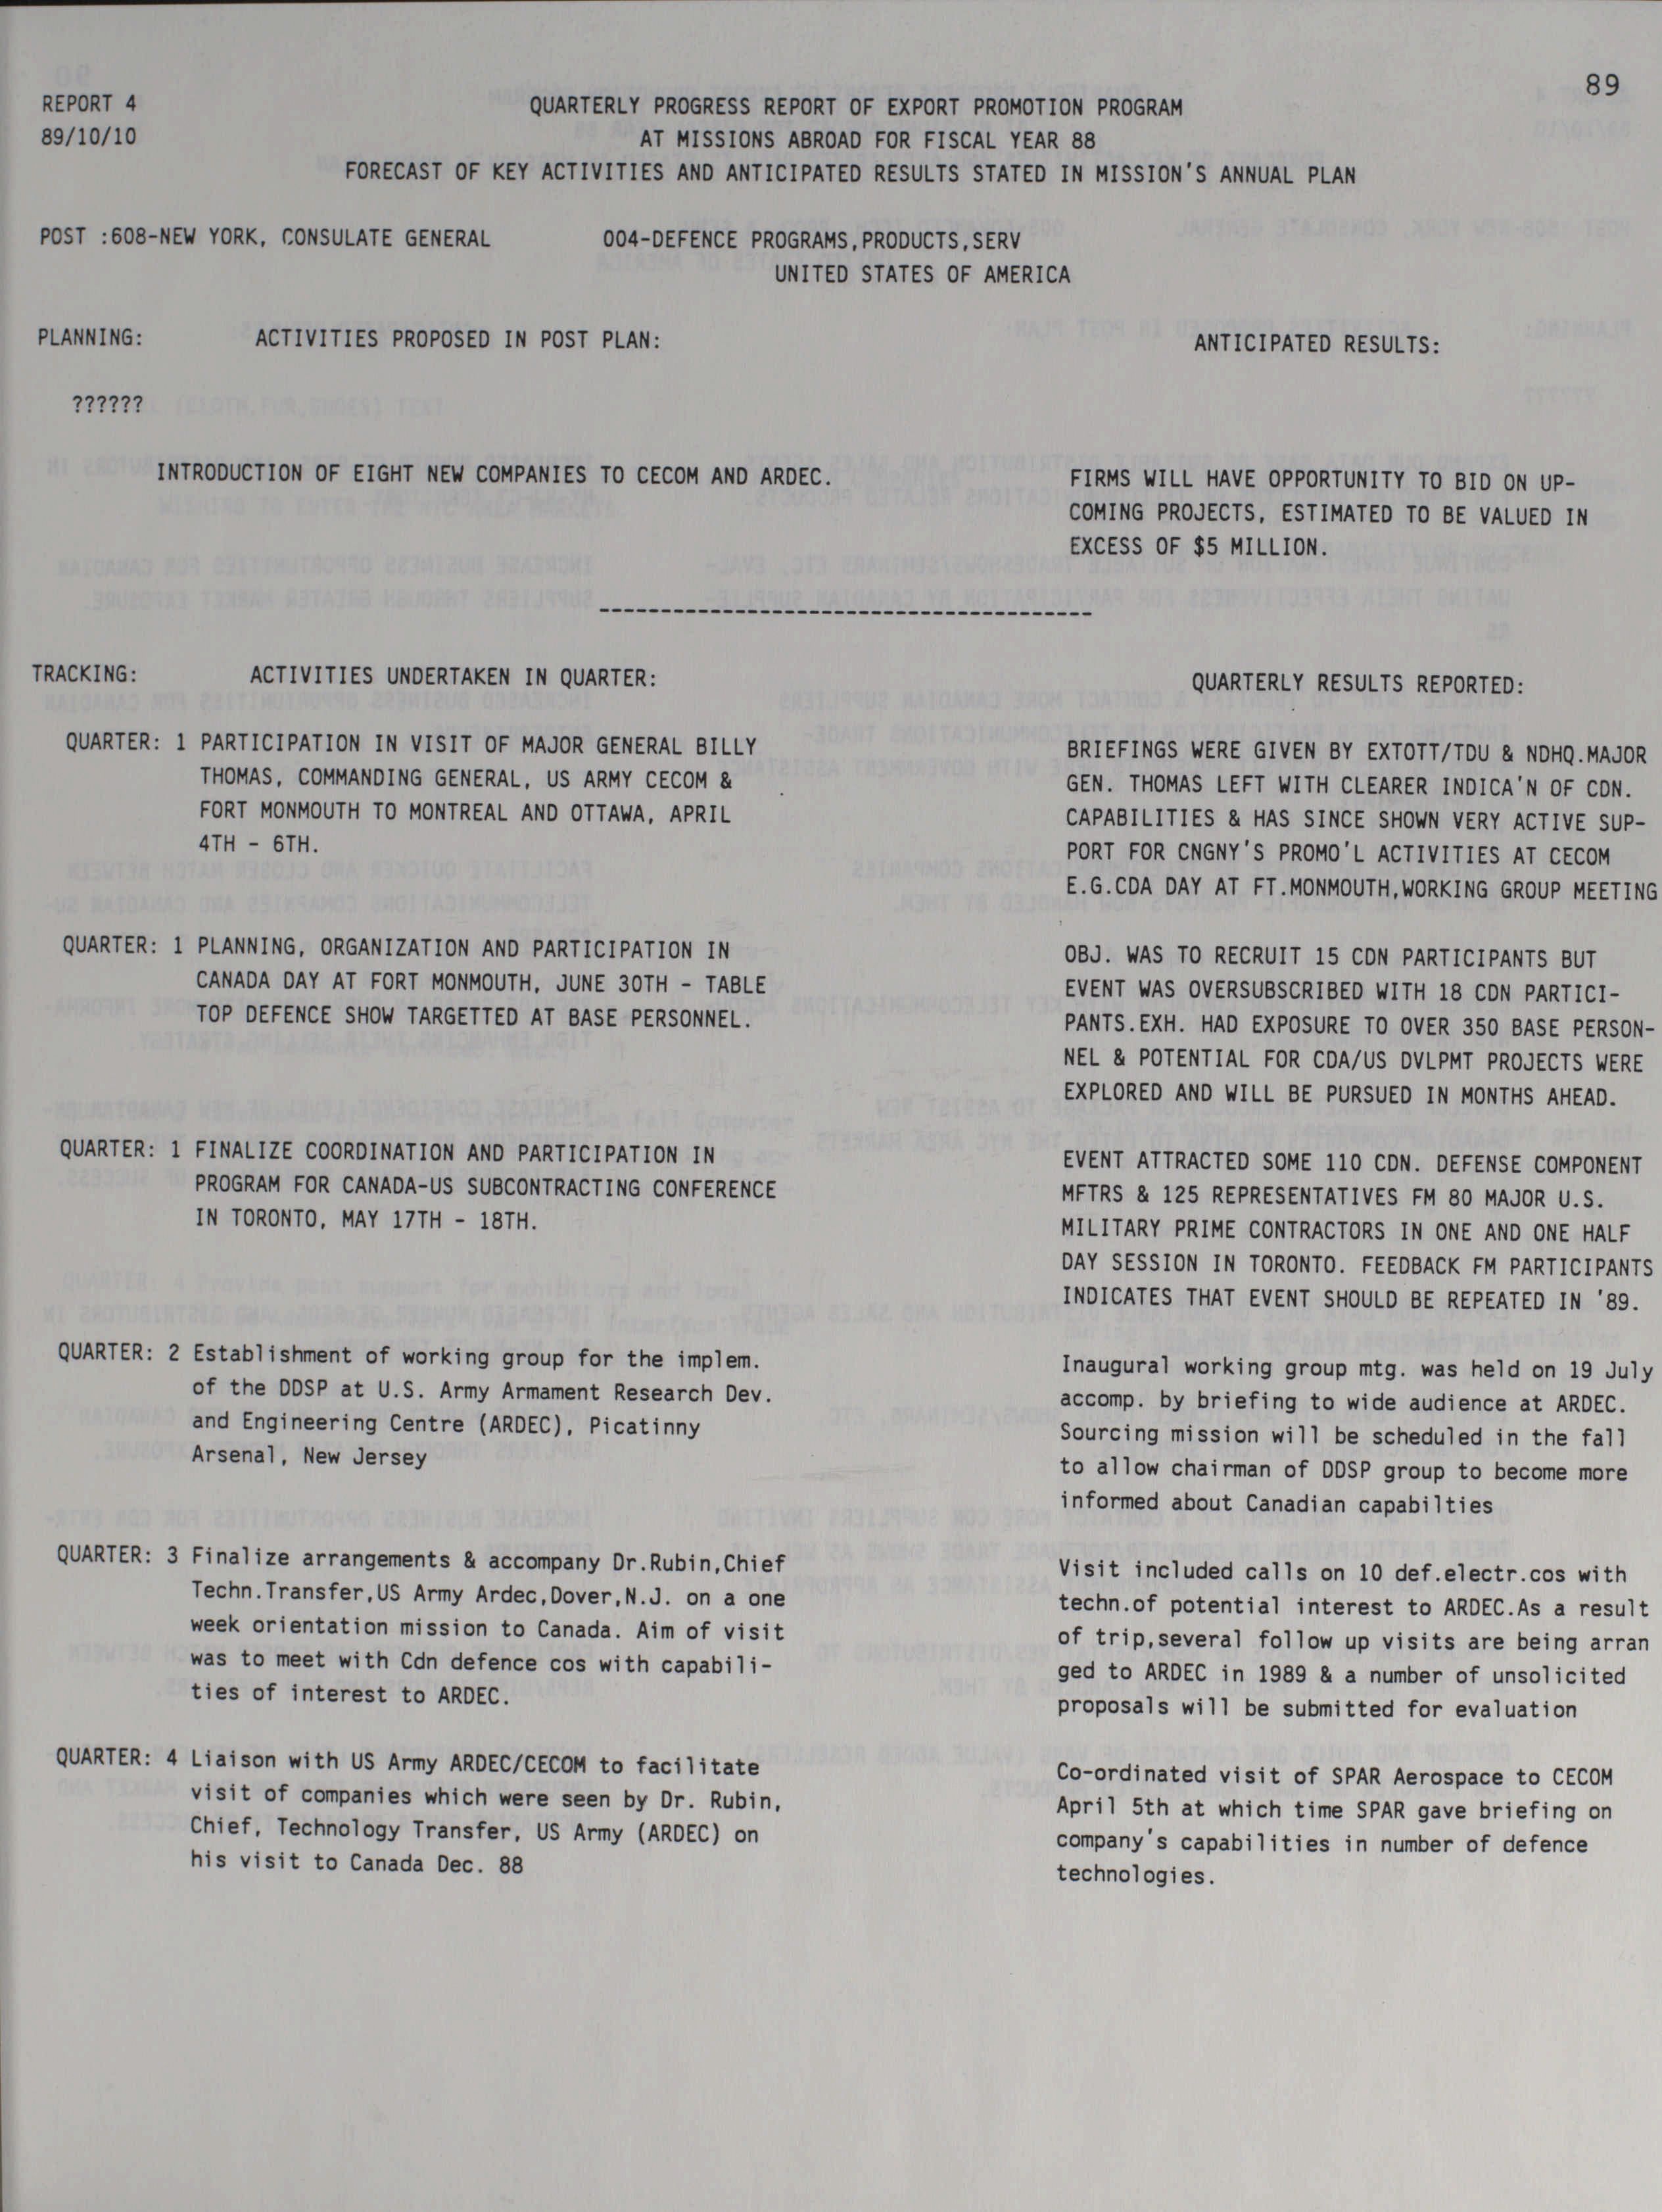 89
REPORT 4
89/10/10
QUARTERLY PROGRESS REPORT OF EXPORT PROMOTION PROGRAM
AT MISSIONS ABROAD FOR FISCAL YEAR 88
FORECAST OF KEY ACTIVITIES AND ANTICIPATED RESULTS STATED IN MISSION'S ANNUAL PLAN
POST :608-NEW YORK, CONSULATE GENERAL
004-DEFENCE PROGRAMS,PRODUCTS,SERV
UNITED STATES OF AMERICA
PLANNING:
ACTIVITIES PROPOSED IN POST PLAN:
ANTICIPATED RESULTS:
??????
INTRODUCTION OF EIGHT NEW COMPANIES TO CECOM AND ARDEC.
FIRMS WILL HAVE OPPORTUNITY TO BID ON UP-
COMING PROJECTS, ESTIMATED TO BE VALUED IN
EXCESS OF $5 MILLION.
------------------------------------------------
TRACKING:
ACTIVITIES UNDERTAKEN IN QUARTER:
QUARTERLY RESULTS REPORTED:
QUARTER: 1 PARTICIPATION IN VISIT OF MAJOR GENERAL BILLY
THOMAS, COMMANDING GENERAL, US ARMY CECOM &
FORT MONMOUTH TO MONTREAL AND OTTAWA, APRIL
4TH - 6TH.
BRIEFINGS WERE GIVEN BY EXTOTT/TDU & NDHQ.MAJOR
GEN. THOMAS LEFT WITH CLEARER INDICA'N OF CDN.
CAPABILITIES & HAS SINCE SHOWN VERY ACTIVE SUP-
PORT FOR CNGNY'S PROMO'L ACTIVITIES AT CECOM
E.G.CDA DAY AT FT.MONMOUTH,WORKING GROUP MEETING
QUARTER: 1 PLANNING, ORGANIZATION AND PARTICIPATION IN
CANADA DAY AT FORT MONMOUTH, JUNE 30TH - TABLE
TOP DEFENCE SHOW TARGETTED AT BASE PERSONNEL.
OBJ. WAS TO RECRUIT 15 CDN PARTICIPANTS BUT
EVENT WAS OVERSUBSCRIBED WITH 18 CDN PARTICI-
PANTS.EXH. HAD EXPOSURE TO OVER 350 BASE PERSON-
NEL & POTENTIAL FOR CDA/US DVLPMT PROJECTS WERE
EXPLORED AND WILL BE PURSUED IN MONTHS AHEAD.
QUARTER: 1 FINALIZE COORDINATION AND PARTICIPATION IN
PROGRAM FOR CANADA-US SUBCONTRACTING CONFERENCE
IN TORONTO, MAY 17TH - 18TH.
EVENT ATTRACTED SOME 110 CDN. DEFENSE COMPONENT
MFTRS & 125 REPRESENTATIVES FM 80 MAJOR U.S.
MILITARY PRIME CONTRACTORS IN ONE AND ONE HALF
DAY SESSION IN TORONTO. FEEDBACK FM PARTICIPANTS
INDICATES THAT EVENT SHOULD BE REPEATED IN '89.
QUARTER: 2 Establishment of working group for the implem.
of the DDSP at U.S. Army Armament Research Dev.
and Engineering Centre (ARDEC), Picatinny
Arsenal, New Jersey
Inaugural working group mtg. was held on 19 July
accomp. by briefing to wide audience at ARDEC.
Sourcing mission will be scheduled in the fall
to allow chairman of DDSP group to become more
informed about Canadian capabilties
QUARTER: 3 Finalize arrangements & accompany Dr.Rubin,Chief
Techn.Transfer,US Army Ardec,Dover,N.J. on a one
week orientation mission to Canada. Aim of visit
was to meet with Cdn defence cos with capabili-
ties of interest to ARDEC.
Visit included calls on 10 def.electr.cos with
techn.of potential interest to ARDEC.As a result
of trip,several follow up visits are being arran
ged to ARDEC in 1989 & a number of unsolicited
proposals will be submitted for evaluation
QUARTER: 4 Liaison with US Army ARDEC/CECOM to facilitate
visit of companies which were seen by Dr. Rubin,
Chief, Technology Transfer, US Army (ARDEC) on
his visit to Canada Dec. 88
Co-ordinated visit of SPAR Aerospace to CECOM
April 5th at which time SPAR gave briefing on
company's capabilities in number of defence
technologies.